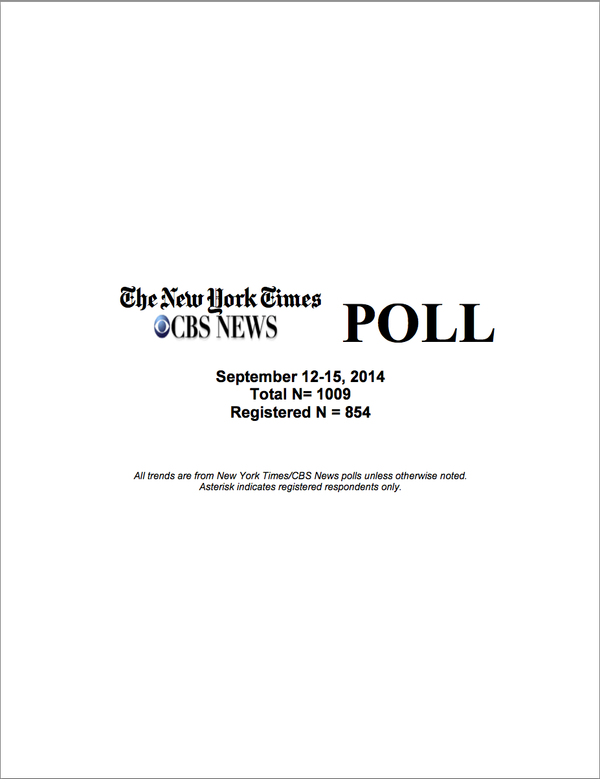 The New York Times
CBS NEWS
POLL
September 12-15, 2014
Total N= 1009
Registered N = 854
All trends are from New York Times/CBS News polls unless otherwise noted.
Asterisk indicates registered respondents only.